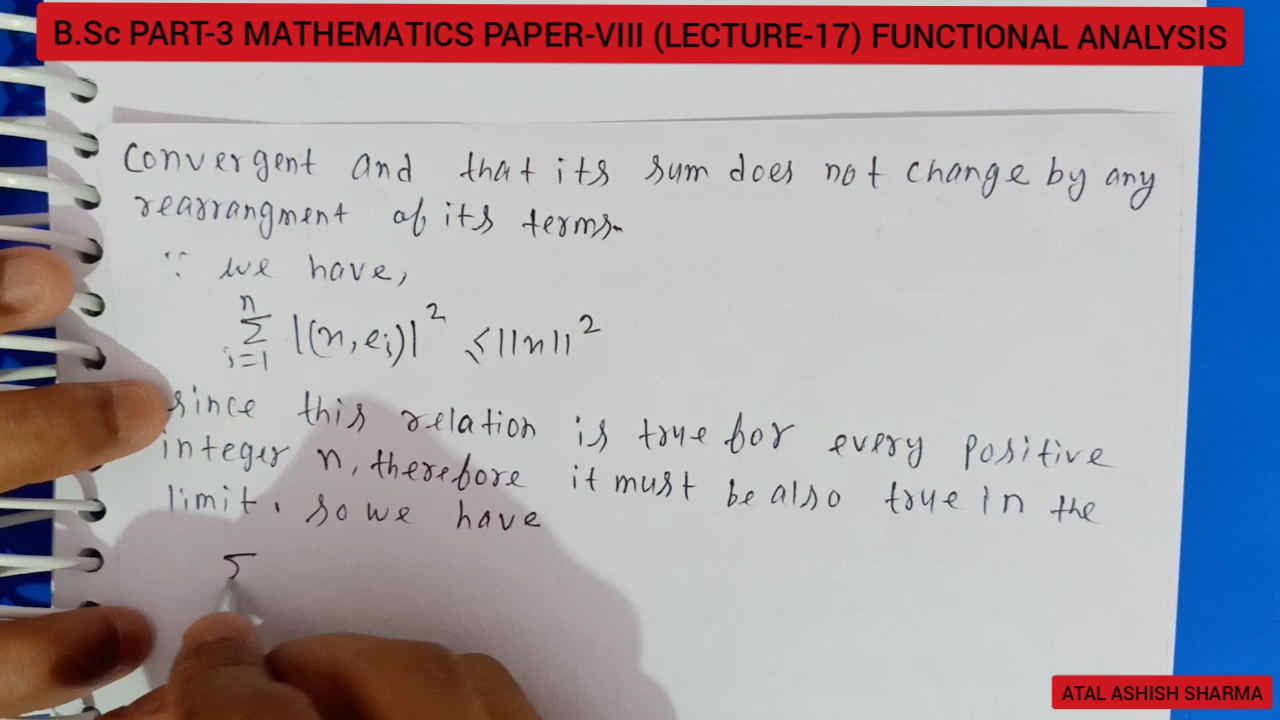 B.Sc PART-3 MATHEMATICS PAPER-VIII (LECTURE-17) FUNCTIONAL ANALYSIS
Convergent and that its sum does not change by any
rearrangment of its terms.
∵ we have,
n
Σ |(x, ei)|² ≤ ||x||²
i=1
since this relation is true for every positive
integer n, therefore it must be also true in the
limit. so we have
Σ
ATAL ASHISH SHARMA